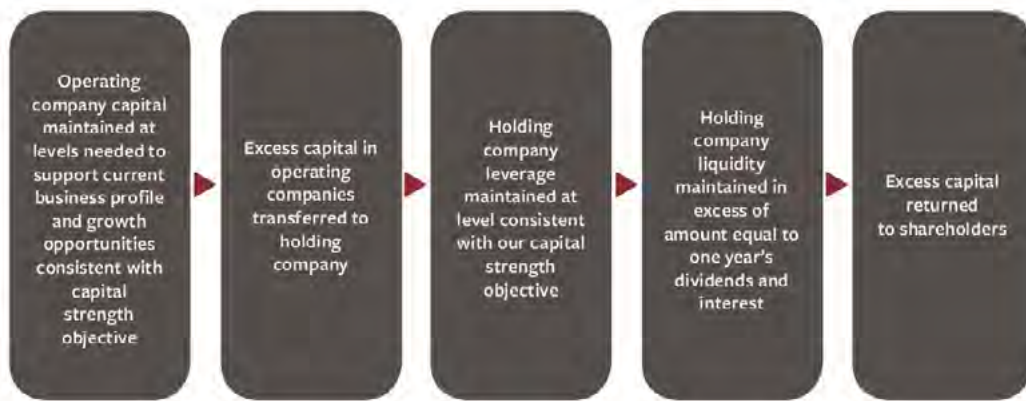 Operating
company capital
maintained at
levels needed to
support current
business profile
and growth
opportunities
consistent with
capital
strength
objective
Excess capital in
operating
companies
transferred to
holding
company
Holding
company
leverage
maintained at
level consistent
with our capital
strength
objective
Holding
company
liquidity
maintained in
excess of
amount equal to
one year's
dividends and
interest
Excess capital
returned
to shareholders